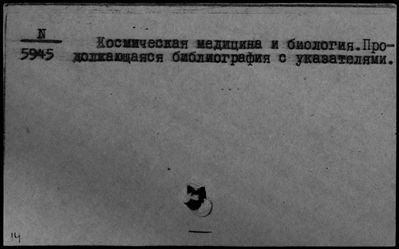 N
5945
Космическая медицина и биология.Про-
должающаяся библиография с указателями.
14